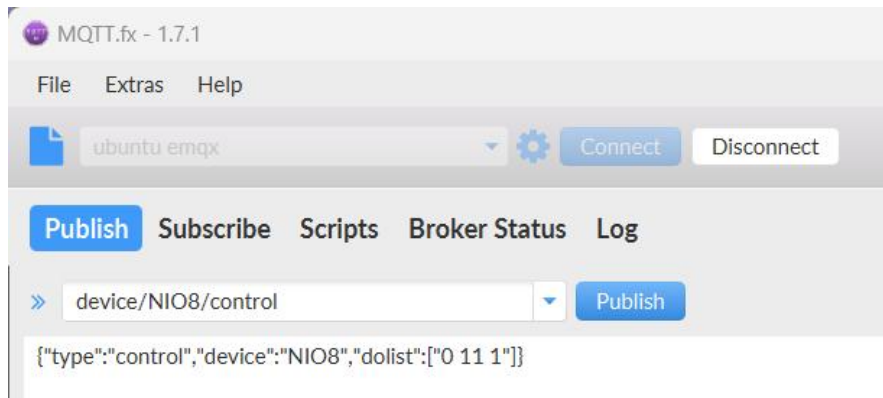 MQTT.fx - 1.7.1
File Extras Help
ubuntu emqx Connect Disconnect
Publish Subscribe Scripts Broker Status Log
device/NIO8/control Publish
{"type":"control","device":"NIO8","dolist":["0 11 1"]}